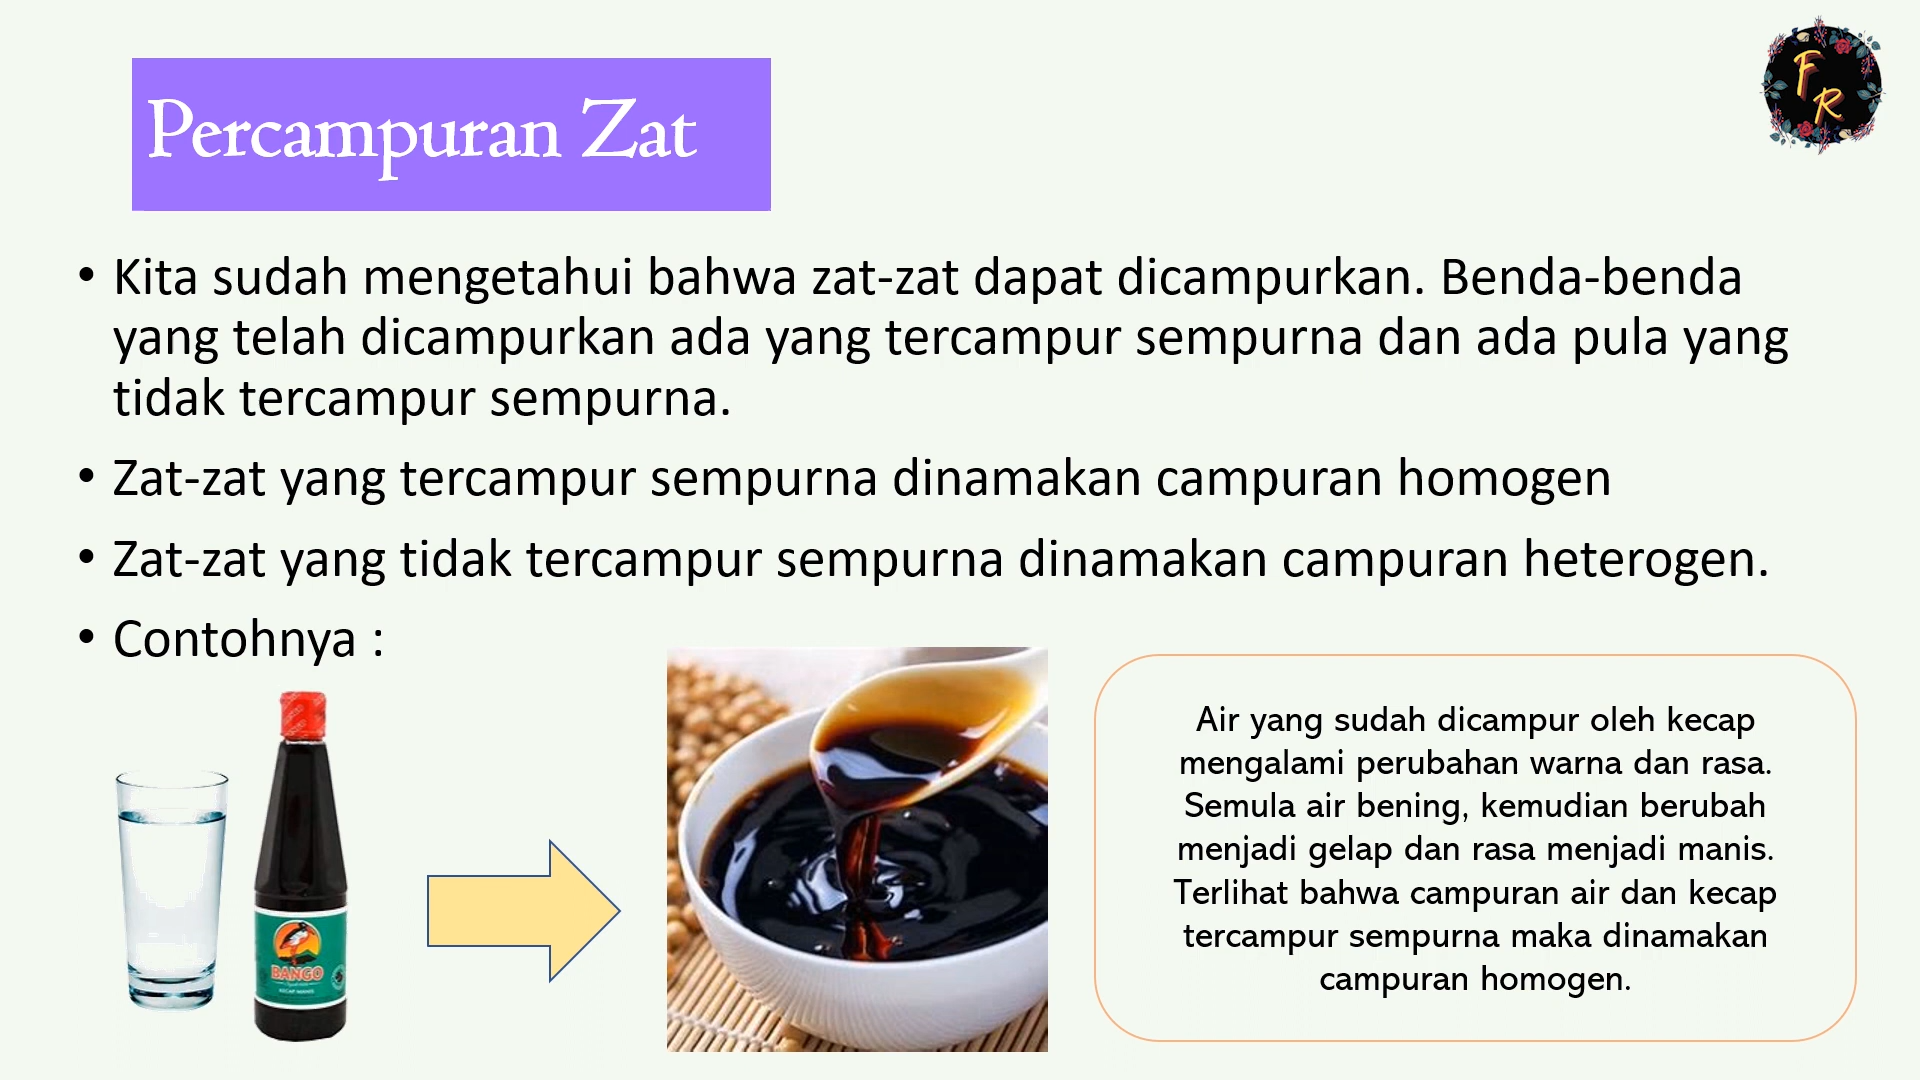 Percampuran Zat
F
R
• Kita sudah mengetahui bahwa zat-zat dapat dicampurkan. Benda-benda
yang telah dicampurkan ada yang tercampur sempurna dan ada pula yang
tidak tercampur sempurna.
• Zat-zat yang tercampur sempurna dinamakan campuran homogen
• Zat-zat yang tidak tercampur sempurna dinamakan campuran heterogen.
• Contohnya :
BANGO
KECAP MANIS
Air yang sudah dicampur oleh kecap
mengalami perubahan warna dan rasa.
Semula air bening, kemudian berubah
menjadi gelap dan rasa menjadi manis.
Terlihat bahwa campuran air dan kecap
tercampur sempurna maka dinamakan
campuran homogen.